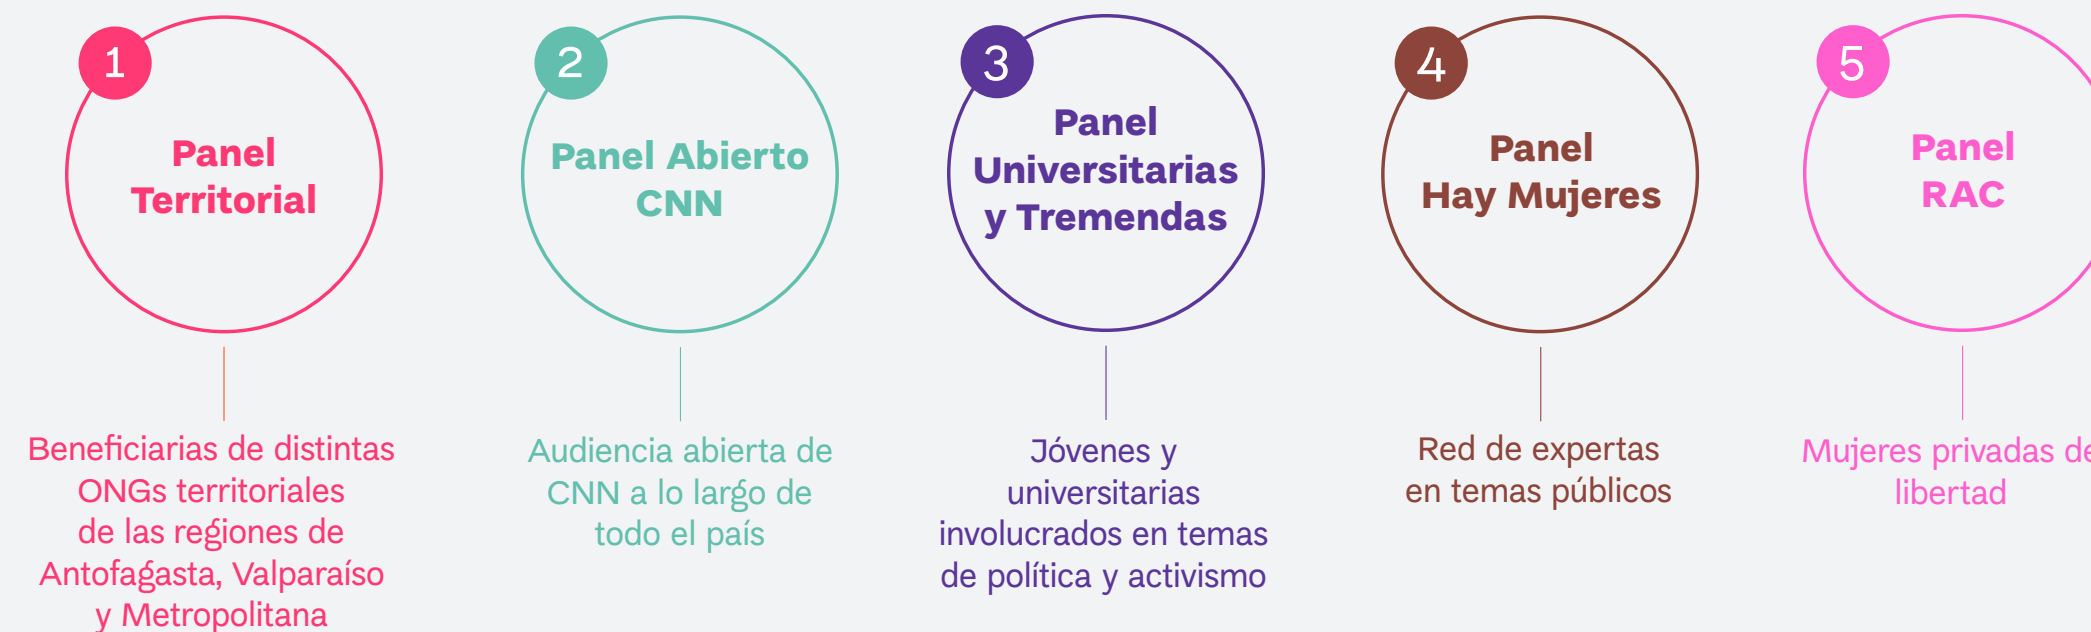 1
Panel
Territorial
Beneficiarias de distintas
ONGs territoriales
de las regiones de
Antofagasta, Valparaíso
y Metropolitana
2
Panel Abierto
CNN
Audiencia abierta de
CNN a lo largo de
todo el país
3
Panel
Universitarias
y Tremendas
Jóvenes y
universitarias
involucrados en temas
de política y activismo
4
Panel
Hay Mujeres
Red de expertas
en temas públicos
5
Panel
RAC
Mujeres privadas de
libertad